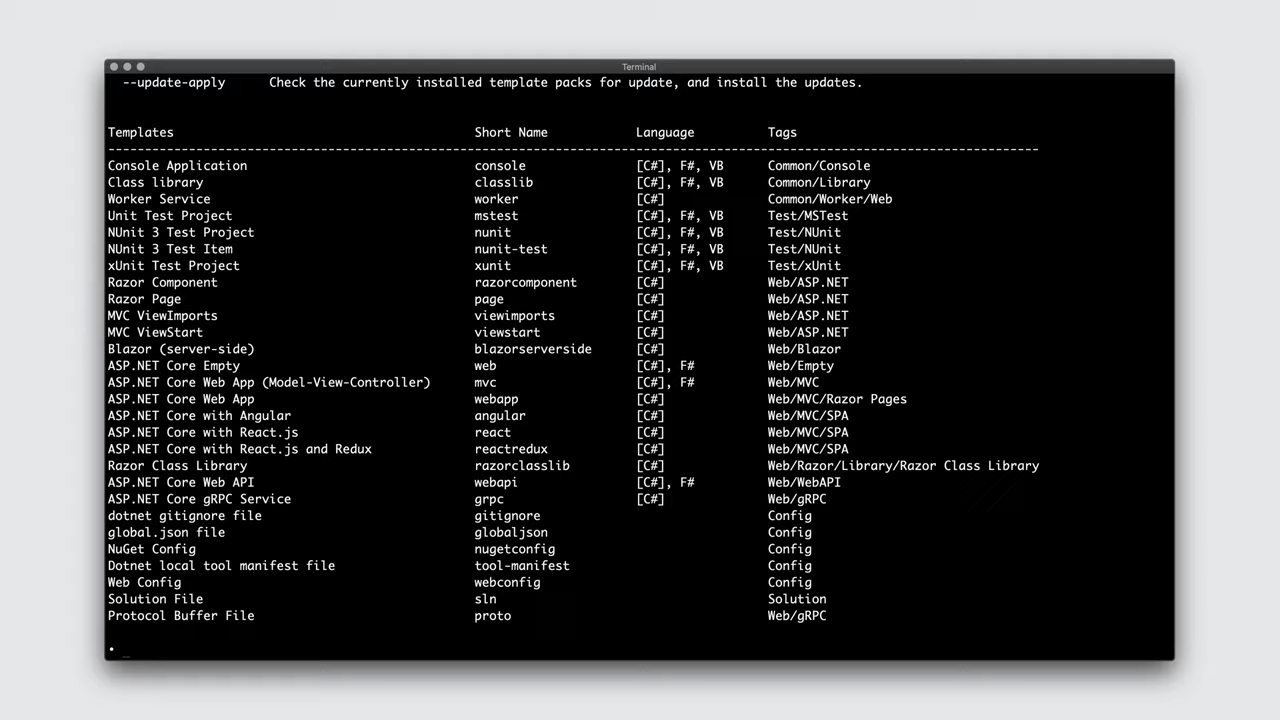 Terminal
--update-apply Check the currently installed template packs for update, and install the updates.
Templates Short Name Language Tags
--------------------------------------------------------------------------------------------------------------------------------
Console Application console [C#], F#, VB Common/Console
Class library classlib [C#], F#, VB Common/Library
Worker Service worker [C#] Common/Worker/Web
Unit Test Project mstest [C#], F#, VB Test/MSTest
NUnit 3 Test Project nunit [C#], F#, VB Test/NUnit
NUnit 3 Test Item nunit-test [C#], F#, VB Test/NUnit
xUnit Test Project xunit [C#], F#, VB Test/xUnit
Razor Component razorcomponent [C#] Web/ASP.NET
Razor Page page [C#] Web/ASP.NET
MVC ViewImports viewimports [C#] Web/ASP.NET
MVC ViewStart viewstart [C#] Web/ASP.NET
Blazor (server-side) blazorserverside [C#] Web/Blazor
ASP.NET Core Empty web [C#], F# Web/Empty
ASP.NET Core Web App (Model-View-Controller) mvc [C#], F# Web/MVC
ASP.NET Core Web App webapp [C#] Web/MVC/Razor Pages
ASP.NET Core with Angular angular [C#] Web/MVC/SPA
ASP.NET Core with React.js react [C#] Web/MVC/SPA
ASP.NET Core with React.js and Redux reactredux [C#] Web/MVC/SPA
Razor Class Library razorclasslib [C#] Web/Razor/Library/Razor Class Library
ASP.NET Core Web API webapi [C#], F# Web/WebAPI
ASP.NET Core gRPC Service grpc [C#] Web/gRPC
dotnet gitignore file gitignore Config
global.json file globaljson Config
NuGet Config nugetconfig Config
Dotnet local tool manifest file tool-manifest Config
Web Config webconfig Config
Solution File sln Solution
Protocol Buffer File proto Web/gRPC